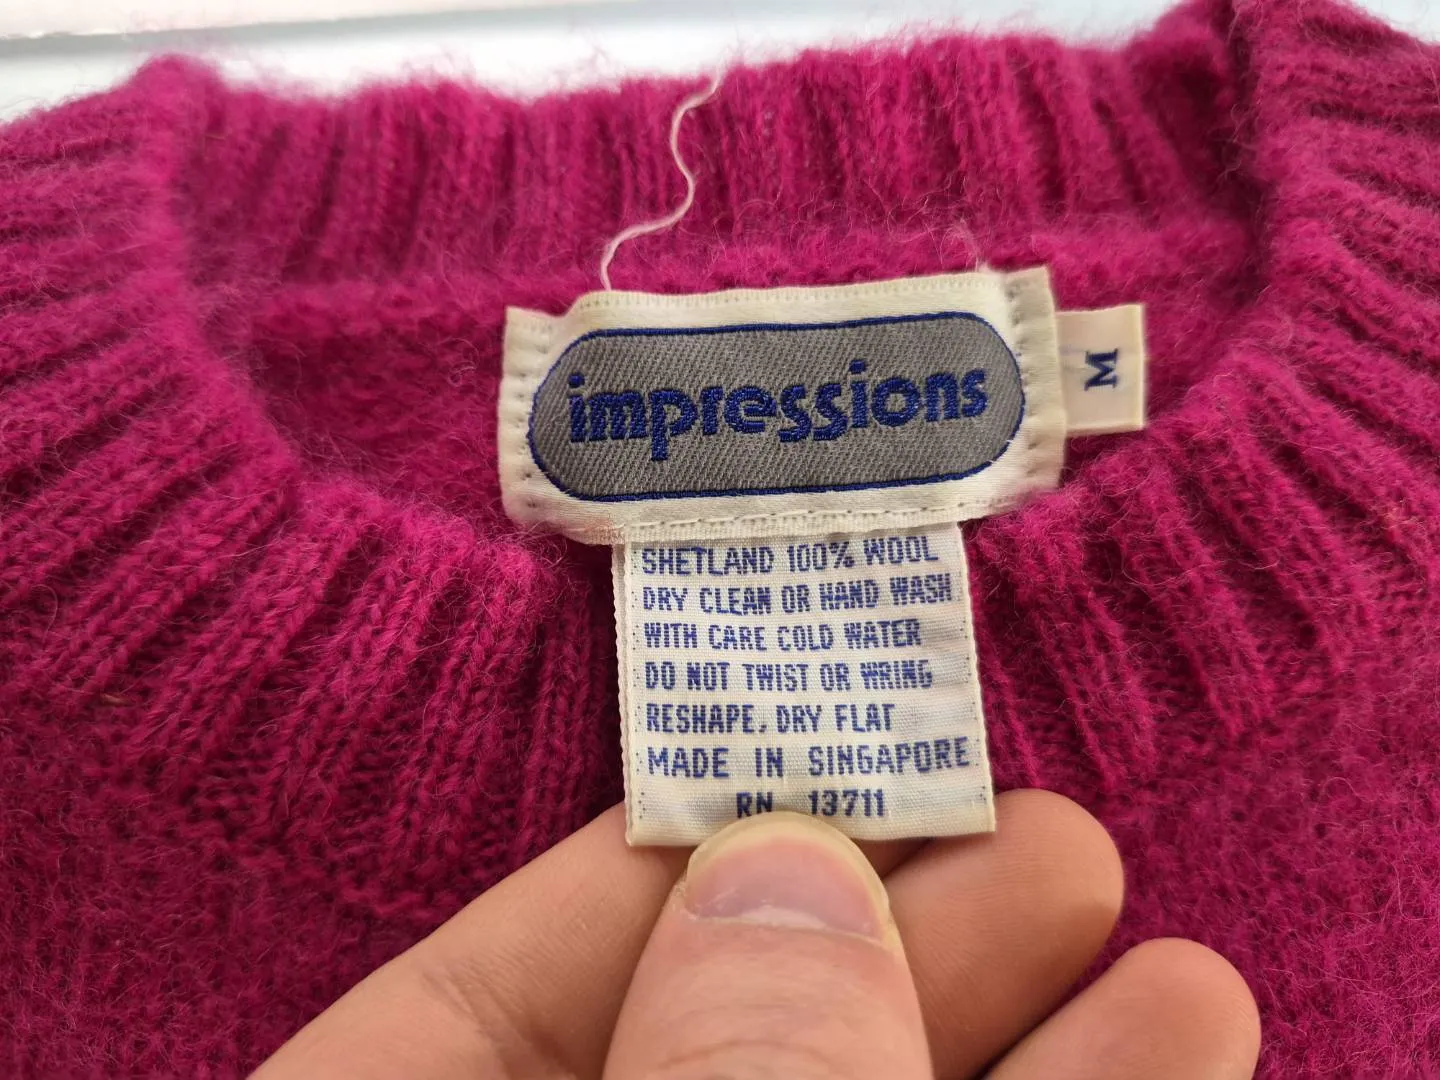 impressions
M
SHETLAND 100% WOOL
DRY CLEAN OR HAND WASH
WITH CARE COLD WATER
DO NOT TWIST OR WRING
RESHAPE, DRY FLAT
MADE IN SINGAPORE
RN 13711